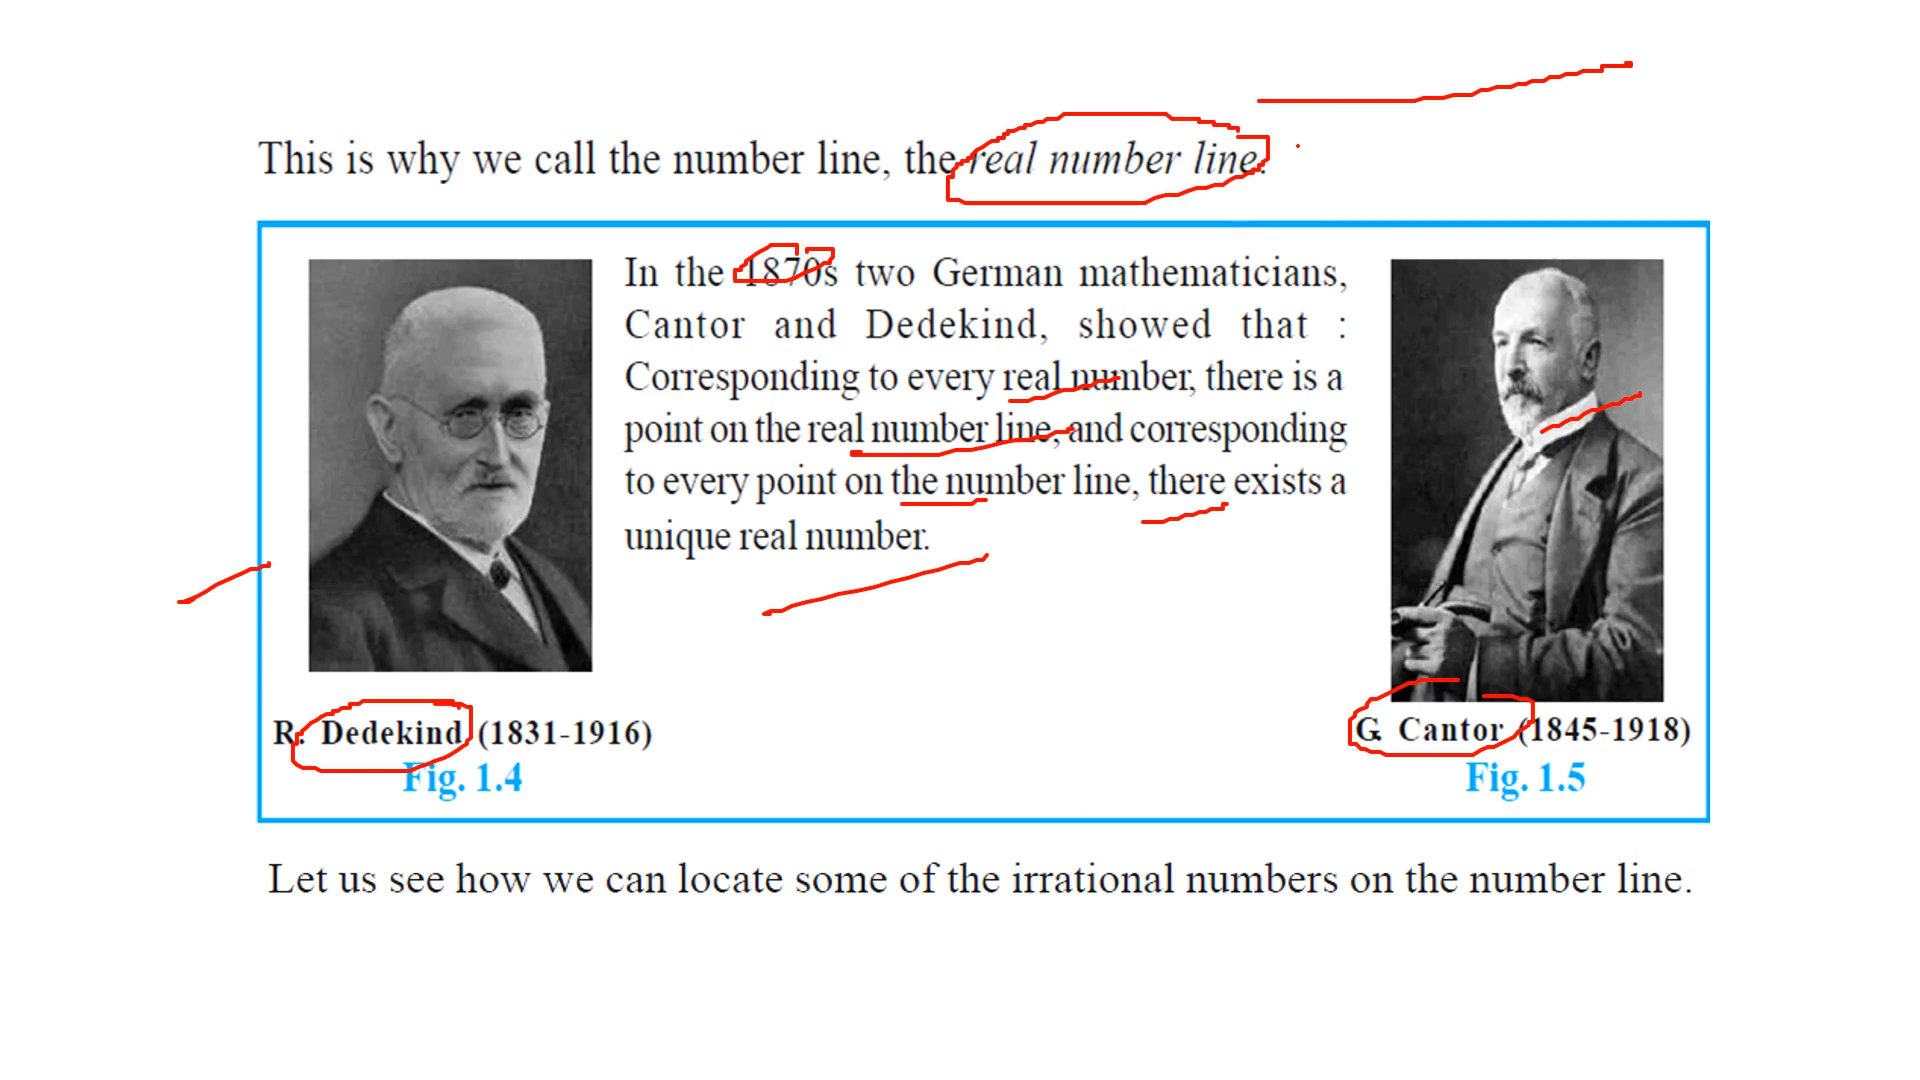 This is why we call the number line, the real number line.
In the 1870s two German mathematicians,
Cantor and Dedekind, showed that :
Corresponding to every real number, there is a
point on the real number line, and corresponding
to every point on the number line, there exists a
unique real number.
R. Dedekind (1831-1916)
Fig. 1.4
G. Cantor (1845-1918)
Fig. 1.5
Let us see how we can locate some of the irrational numbers on the number line.